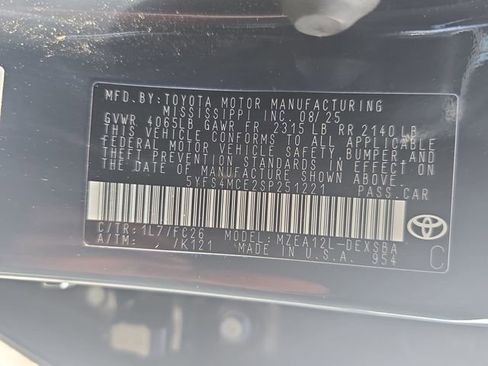 MFD. BY: TOYOTA MOTOR MANUFACTURING
MISSISSIPPI INC. 08/25
GVWR 4065LB GAWR FR 2315 LB RR 2140 LB
THIS VEHICLE CONFORMS TO ALL APPLICABLE
FEDERAL MOTOR VEHICLE SAFETY, BUMPER, AND
THEFT PREVENTION STANDARDS IN EFFECT ON
THE DATE OF MANUFACTURE SHOWN ABOVE.
5YFS4MCE2SP251221 PASS. CAR
C/TR: 1L7/FC26 MODEL: MZEA12L-DEXSBA
A/TM: /K121 MADE IN U.S.A. 954
TOYOTA
C